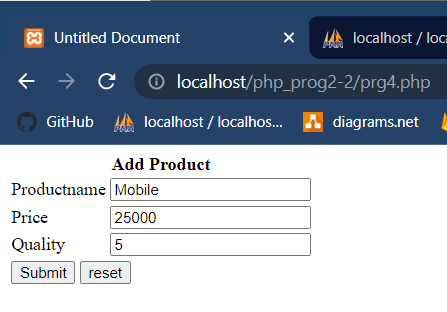 Untitled Document
localhost / loca
localhost/php_prog2-2/prg4.php
GitHub
localhost / localhos...
diagrams.net
Add Product
Productname Mobile
Price 25000
Quality 5
Submit reset